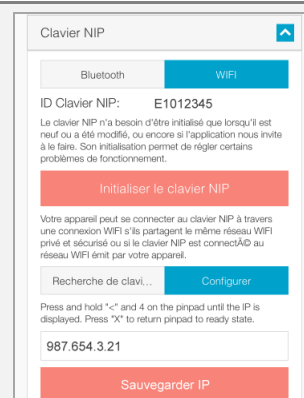 Clavier NIP
Bluetooth
WIFI
ID Clavier NIP: E1012345
Le clavier NIP n'a besoin d'être initialisé que lorsqu'il est
neuf ou a été modifié, ou encore si l'application nous invite
à le faire. Son initialisation permet de régler certains
problèmes de fonctionnement.
Initialiser le clavier NIP
Votre appareil peut se connecter au clavier NIP à travers
une connexion WIFI s'ils partagent le même réseau WIFI
privé et sécurisé ou si le clavier NIP est connectÃ© au
réseau WIFI émit par votre appareil.
Recherche de clavi...
Configurer
Press and hold "<" and 4 on the pinpad until the IP is
displayed. Press "X" to return pinpad to ready state.
987.654.3.21
Sauvegarder IP